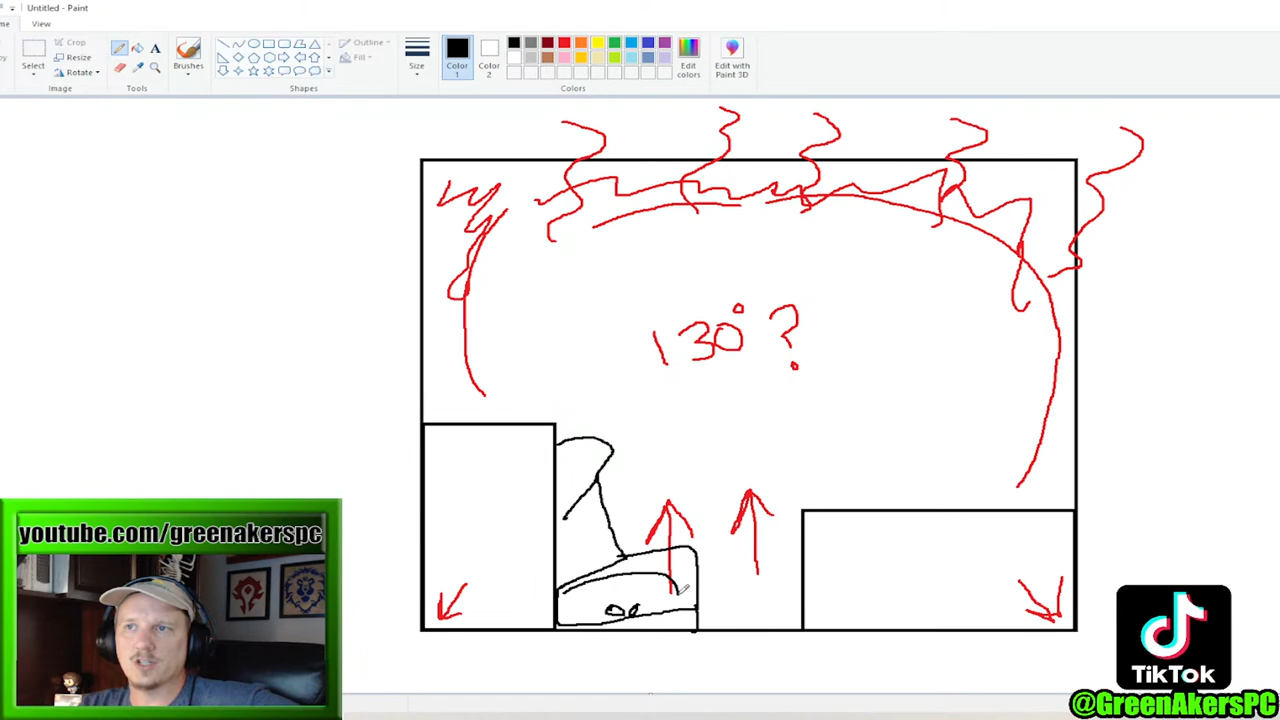 Untitled - Paint
me
View
Select
Crop
Resize
Rotate
A
Brushes
Outline
Fill
Size
Color 1
Color 2
Edit colors
Edit with Paint 3D
Image
Tools
Shapes
Colors
130° ?
youtube.com/greenakerspc
TikTok
@GreenAkersPC